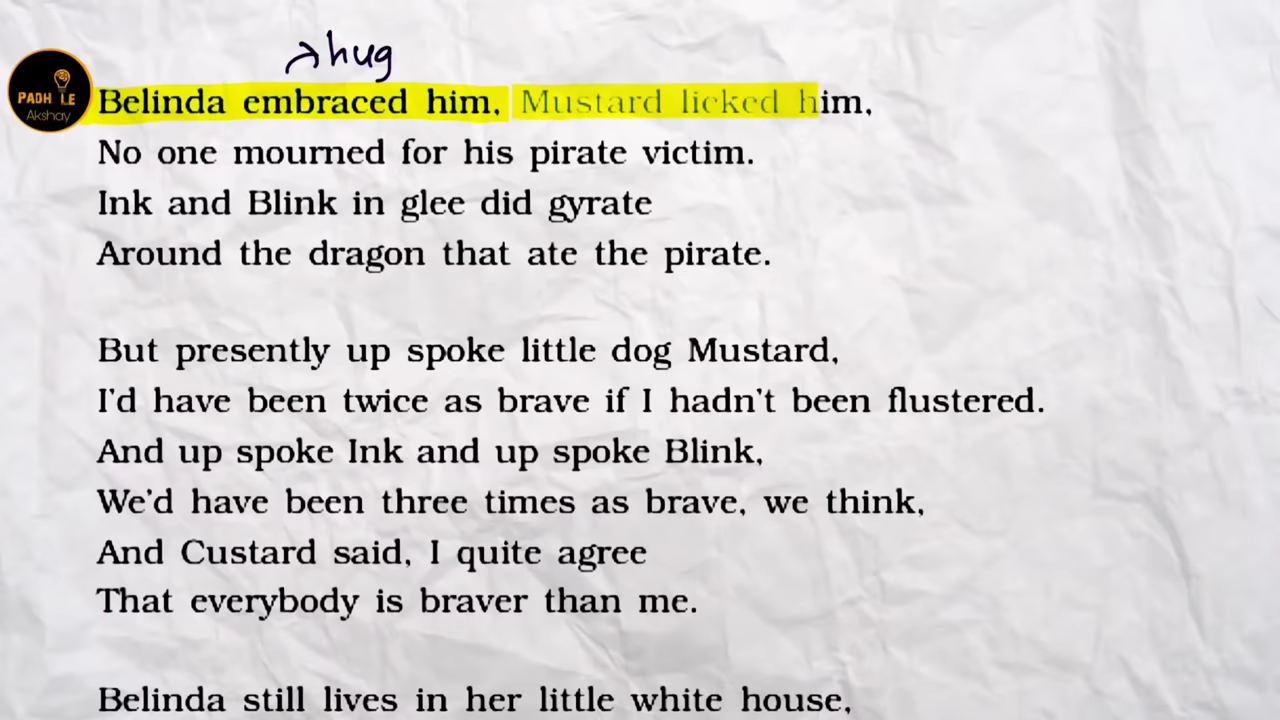 hug
PADH LE
Akshay
Belinda embraced him, Mustard licked him,
No one mourned for his pirate victim.
Ink and Blink in glee did gyrate
Around the dragon that ate the pirate.
But presently up spoke little dog Mustard,
I'd have been twice as brave if I hadn't been flustered.
And up spoke Ink and up spoke Blink,
We'd have been three times as brave, we think,
And Custard said, I quite agree
That everybody is braver than me.
Belinda still lives in her little white house,